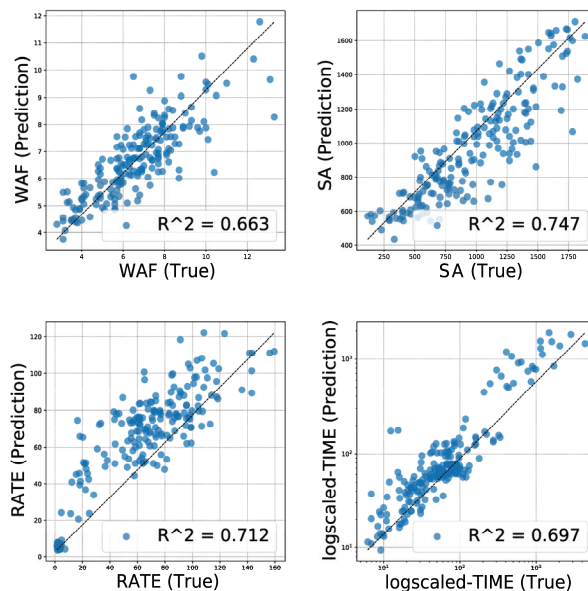 12
11
10
9
8
7
6
5
4
WAF (Prediction)
R^2 = 0.663
4 6 8 10 12
WAF (True)
1600
1400
1200
1000
800
600
400
SA (Prediction)
R^2 = 0.747
250 500 750 1000 1250 1500 1750
SA (True)
120
100
80
60
40
20
0
RATE (Prediction)
R^2 = 0.712
0 20 40 60 80 100 120 140 160
RATE (True)
10³
10²
10¹
logscaled-TIME (Prediction)
R^2 = 0.697
10¹ 10² 10³
logscaled-TIME (True)